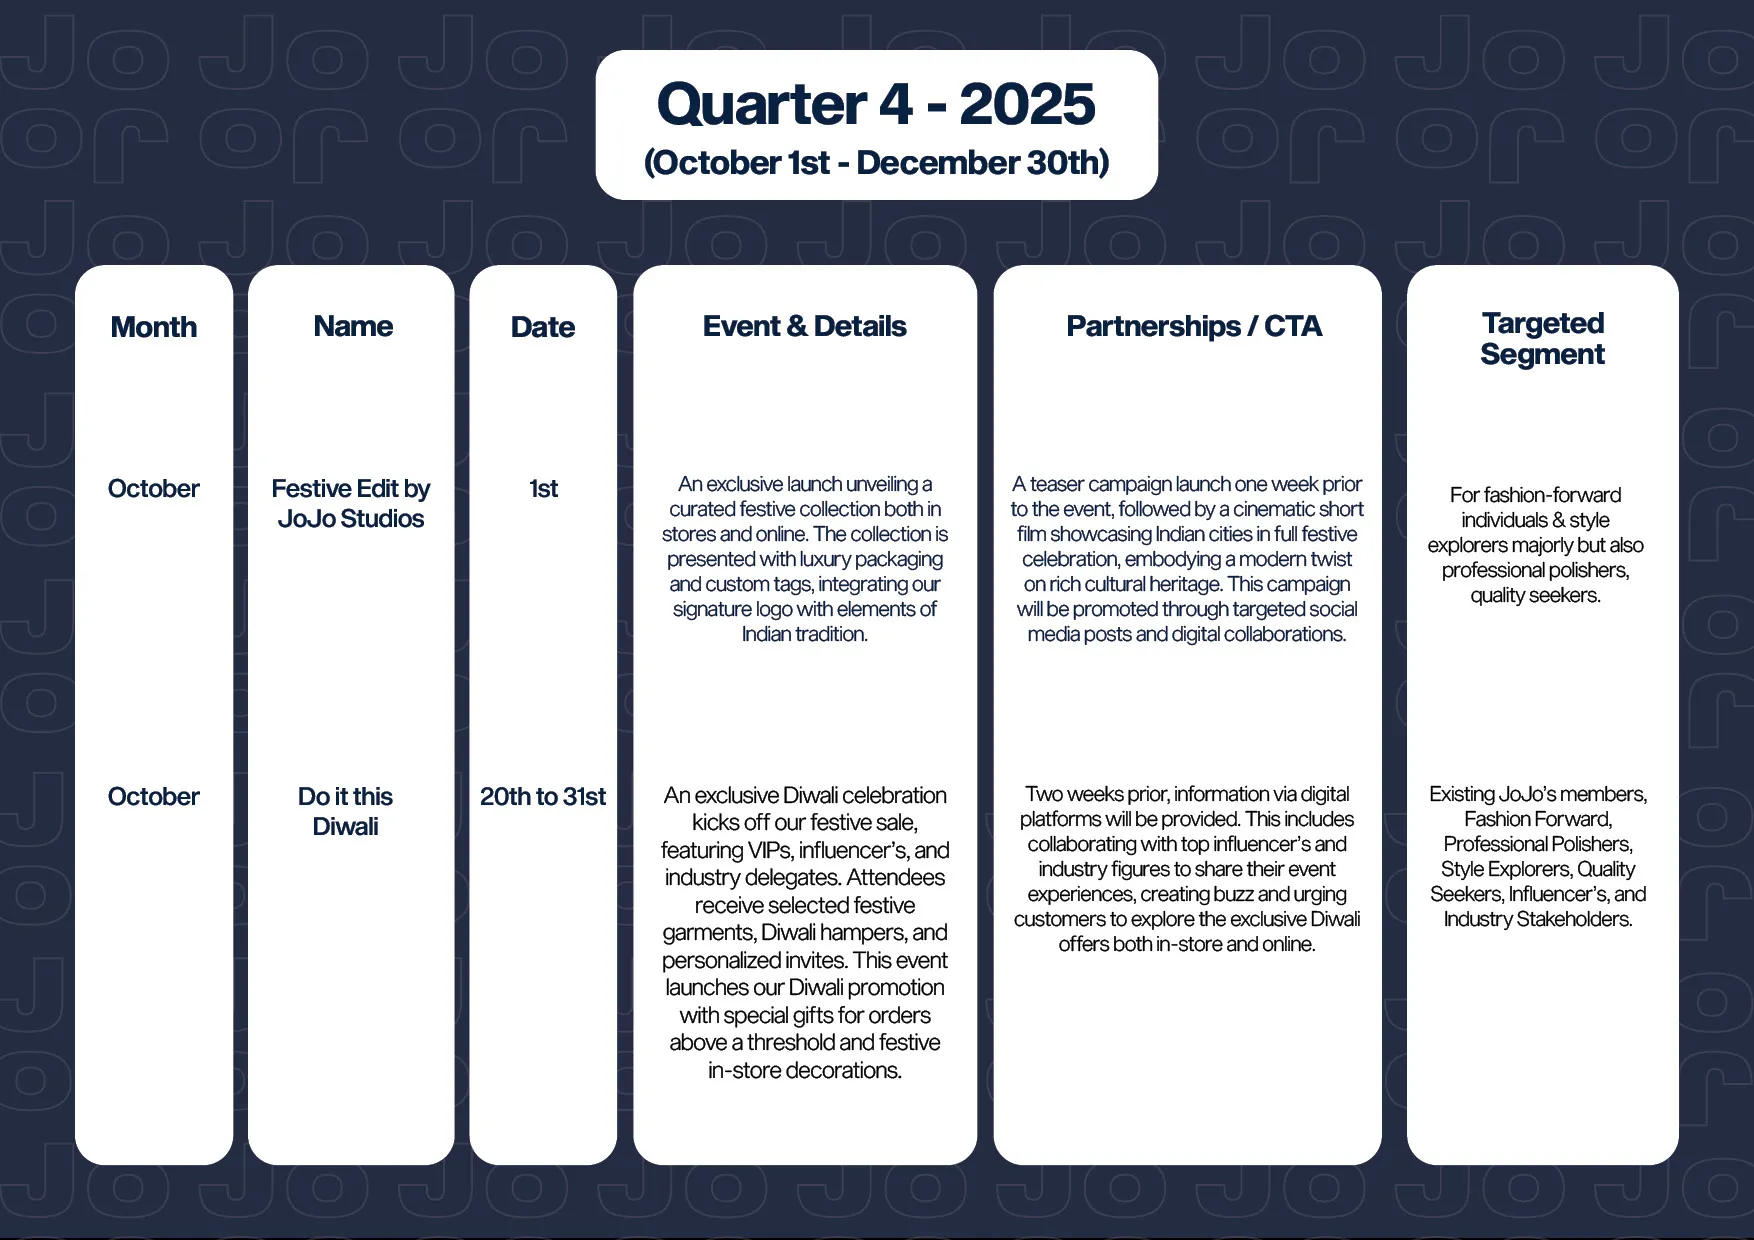 Quarter 4 - 2025
(October 1st - December 30th)
Month
Name
Date
Event & Details
Partnerships / CTA
Targeted
Segment
October
Festive Edit by
JoJo Studios
1st
An exclusive launch unveiling a
curated festive collection both in
stores and online. The collection is
presented with luxury packaging
and custom tags, integrating our
signature logo with elements of
Indian tradition.
A teaser campaign launch one week prior
to the event, followed by a cinematic short
film showcasing Indian cities in full festive
celebration, embodying a modern twist
on rich cultural heritage. This campaign
will be promoted through targeted social
media posts and digital collaborations.
For fashion-forward
individuals & style
explorers majorly but also
professional polishers,
quality seekers.
October
Do it this
Diwali
20th to 31st
An exclusive Diwali celebration
kicks off our festive sale,
featuring VIPs, influencer's, and
industry delegates. Attendees
receive selected festive
garments, Diwali hampers, and
personalized invites. This event
launches our Diwali promotion
with special gifts for orders
above a threshold and festive
in-store decorations.
Two weeks prior, information via digital
platforms will be provided. This includes
collaborating with top influencer's and
industry figures to share their event
experiences, creating buzz and urging
customers to explore the exclusive Diwali
offers both in-store and online.
Existing JoJo's members,
Fashion Forward,
Professional Polishers,
Style Explorers, Quality
Seekers, Influencer's, and
Industry Stakeholders.